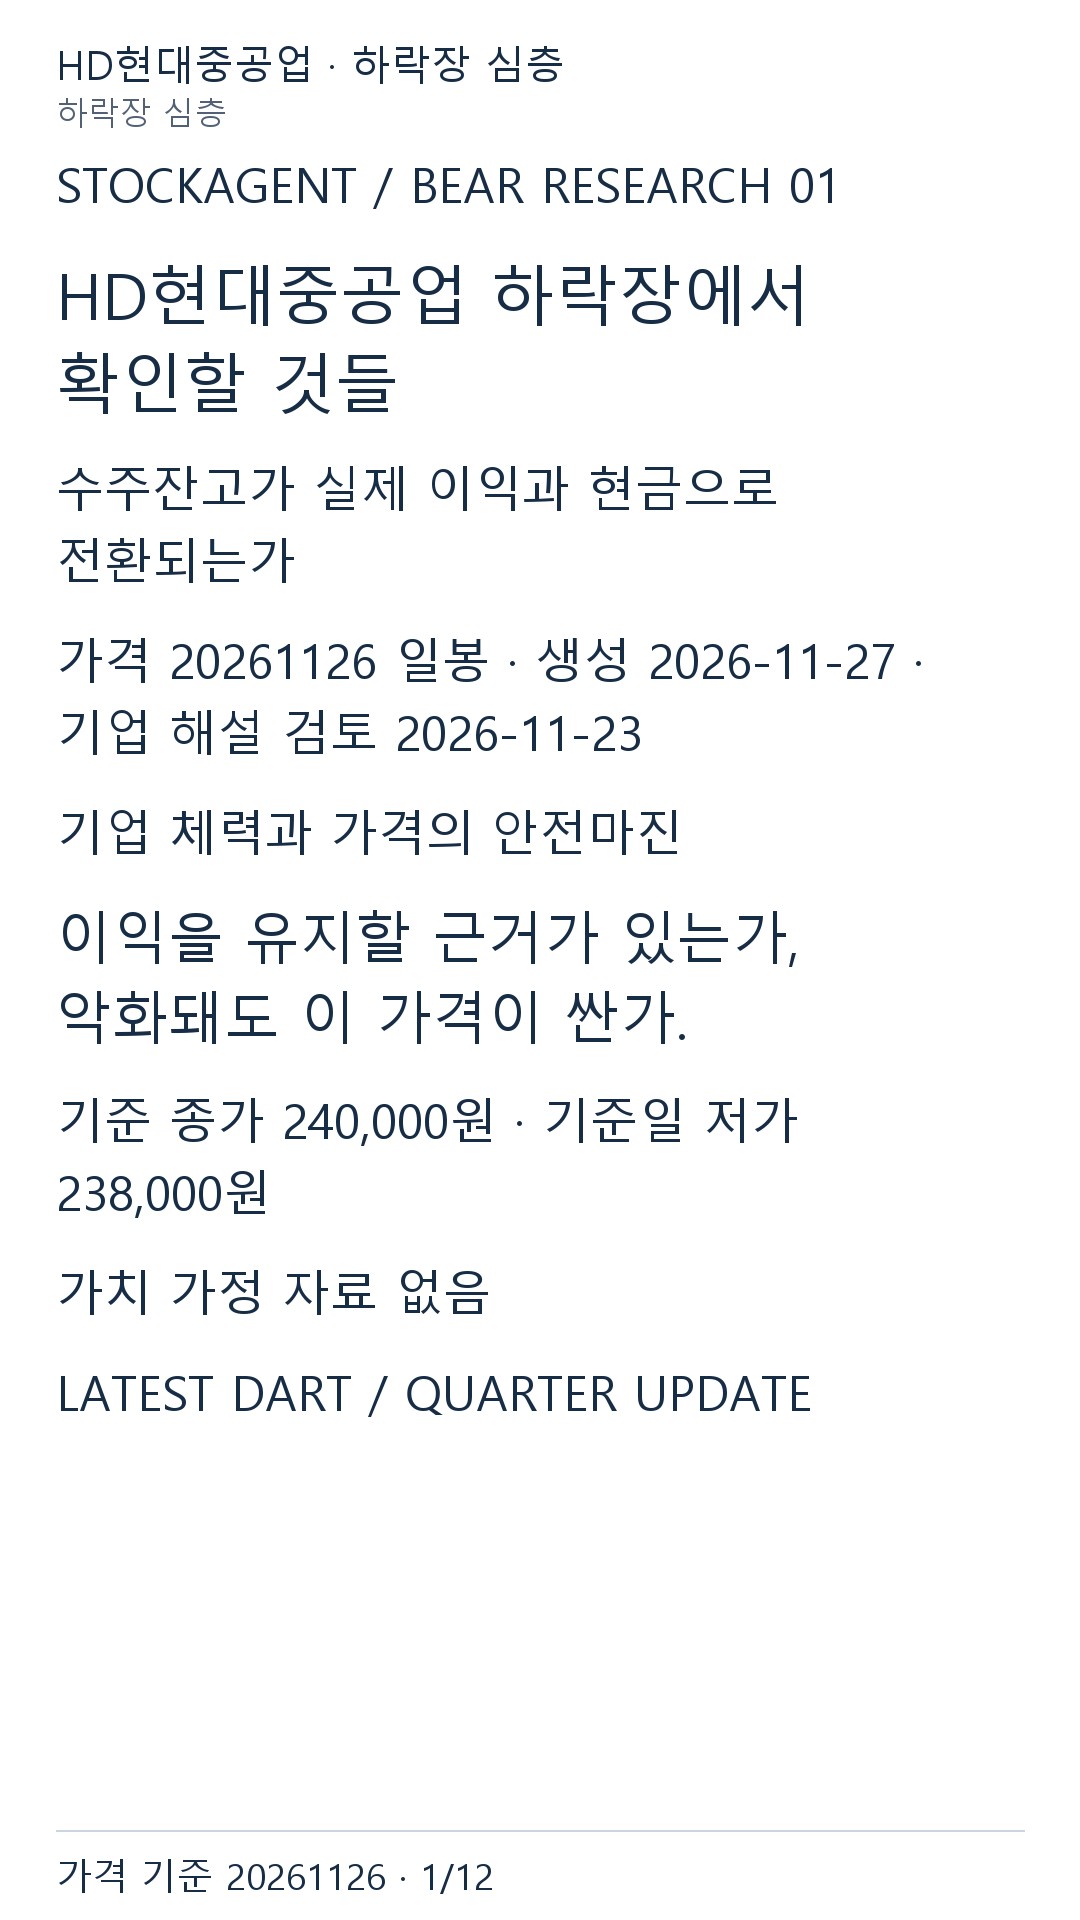 HD현대중공업 · 하락장 심층
하락장 심층
STOCKAGENT / BEAR RESEARCH 01
HD현대중공업 하락장에서
확인할 것들
수주잔고가 실제 이익과 현금으로
전환되는가
가격 20261126 일봉 · 생성 2026-11-27 ·
기업 해설 검토 2026-11-23
기업 체력과 가격의 안전마진
이익을 유지할 근거가 있는가,
악화돼도 이 가격이 싼가.
기준 종가 240,000원 · 기준일 저가
238,000원
가치 가정 자료 없음
LATEST DART / QUARTER UPDATE
가격 기준 20261126 · 1/12